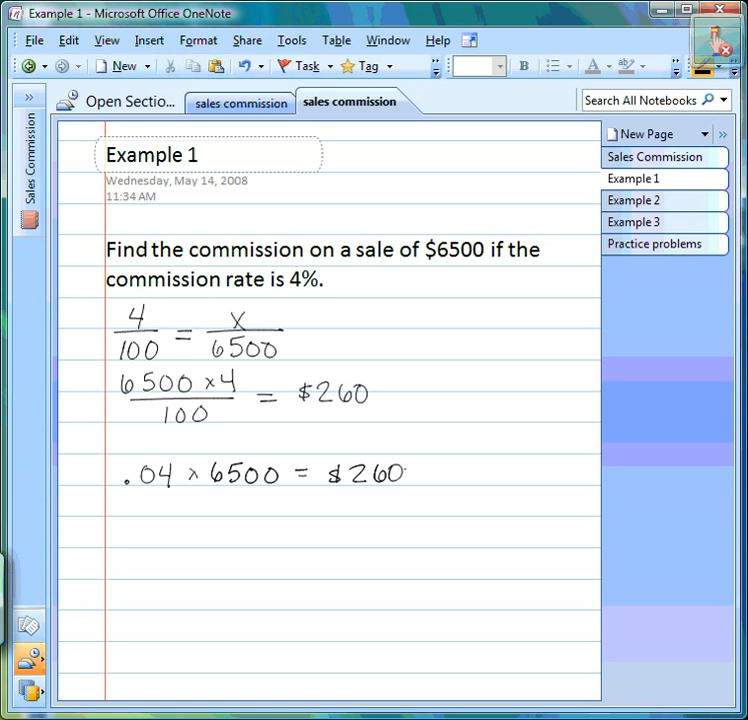 Example 1 - Microsoft Office OneNote
File Edit View Insert Format Share Tools Table Window Help
New Task Tag B A ab/
Open Sectio... sales commission sales commission Search All Notebooks
Sales Commission
New Page
Sales Commission
Example 1
Example 2
Example 3
Practice problems
Example 1
Wednesday, May 14, 2008
11:34 AM
Find the commission on a sale of $6500 if the
commission rate is 4%.
4/100 = x/6500
6500 x 4/100 = $260
.04 x 6500 = $260